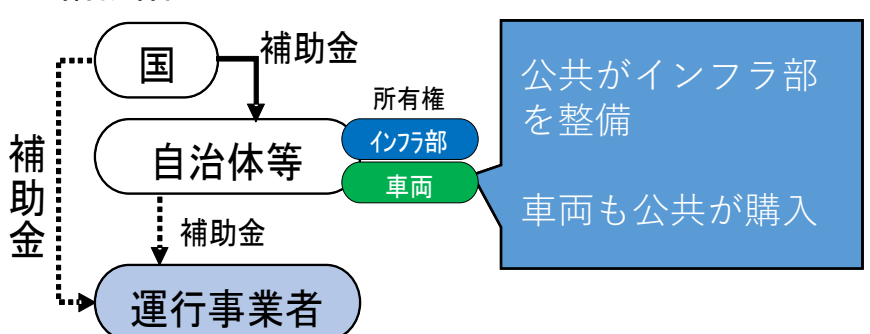 国
補助金
所有権
インフラ部
自治体等
車両
補助金
補助金
運行事業者
公共がインフラ部
を整備
車両も公共が購入